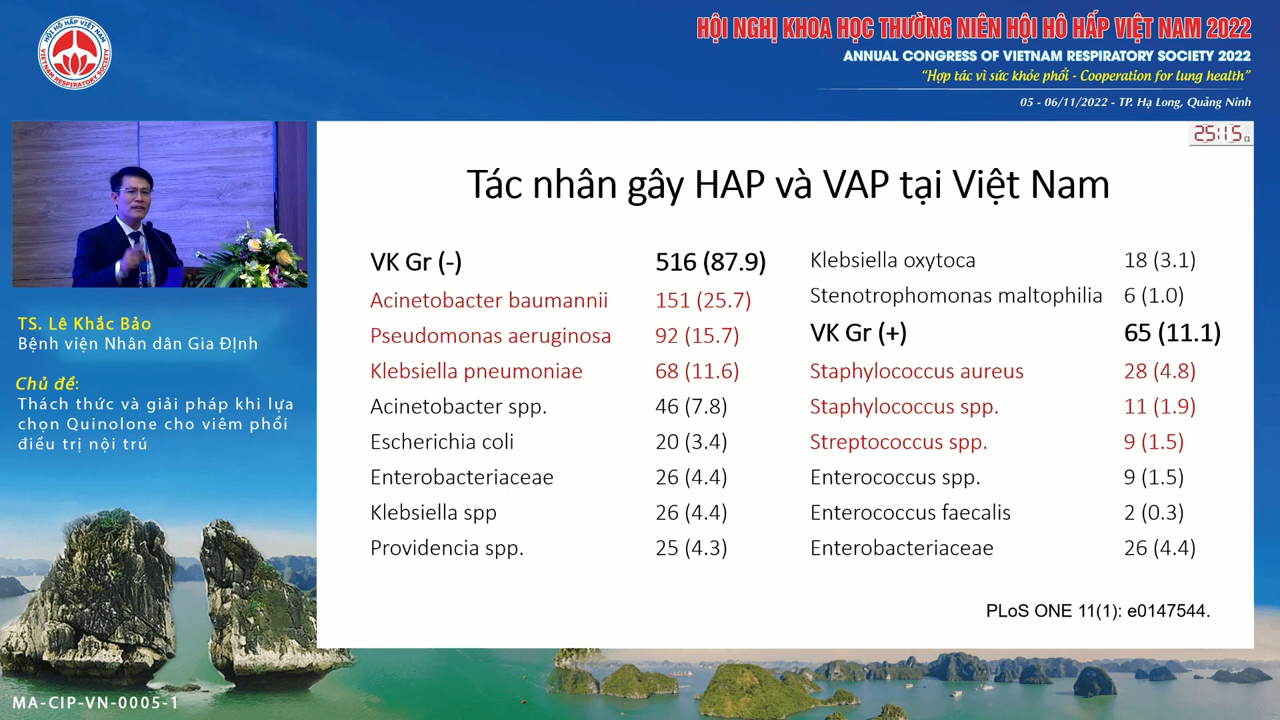 HỘI HÔ HẤP VIỆT NAM
VIETNAM RESPIRATORY SOCIETY
HỘI NGHỊ KHOA HỌC THƯỜNG NIÊN HỘI HÔ HẤP VIỆT NAM 2022
ANNUAL CONGRESS OF VIETNAM RESPIRATORY SOCIETY 2022
“Hợp tác vì sức khỏe phổi - Cooperation for lung health”
05 - 06/11/2022 - TP. Hạ Long, Quảng Ninh
25:15
TS. Lê Khắc Bảo
Bệnh viện Nhân dân Gia ĐỊnh
Chủ đề:
Thách thức và giải pháp khi lựa
chọn Quinolone cho viêm phổi
điều trị nội trú
Tác nhân gây HAP và VAP tại Việt Nam
VK Gr (-) 516 (87.9)
Acinetobacter baumannii 151 (25.7)
Pseudomonas aeruginosa 92 (15.7)
Klebsiella pneumoniae 68 (11.6)
Acinetobacter spp. 46 (7.8)
Escherichia coli 20 (3.4)
Enterobacteriaceae 26 (4.4)
Klebsiella spp 26 (4.4)
Providencia spp. 25 (4.3)
Klebsiella oxytoca 18 (3.1)
Stenotrophomonas maltophilia 6 (1.0)
VK Gr (+) 65 (11.1)
Staphylococcus aureus 28 (4.8)
Staphylococcus spp. 11 (1.9)
Streptococcus spp. 9 (1.5)
Enterococcus spp. 9 (1.5)
Enterococcus faecalis 2 (0.3)
Enterobacteriaceae 26 (4.4)
PLoS ONE 11(1): e0147544.
MA-CIP-VN-0005-1